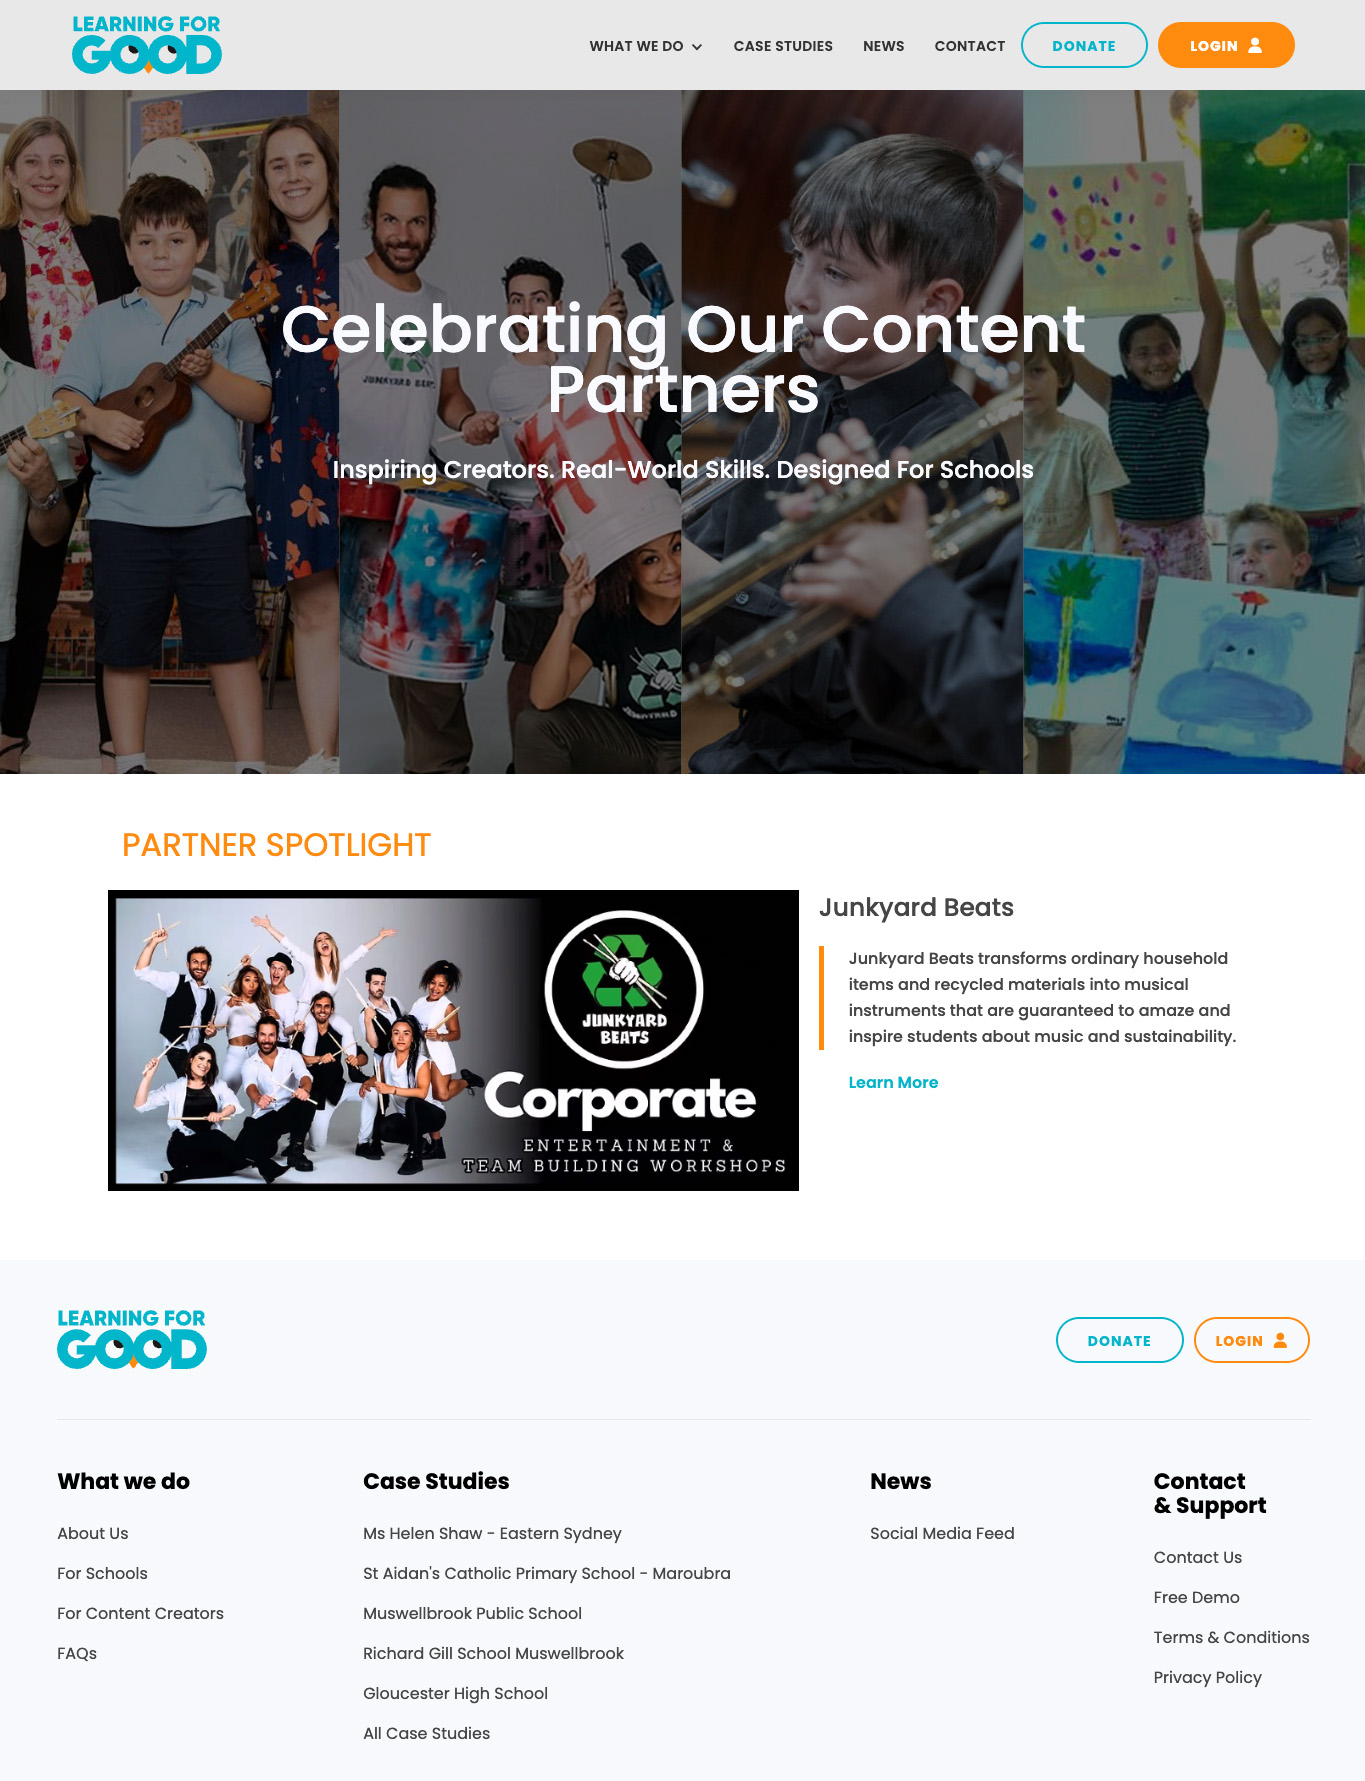 LEARNING FOR
GOOD
WHAT WE DO
CASE STUDIES
NEWS
CONTACT
DONATE
LOGIN
Celebrating Our Content
Partners
Inspiring Creators. Real-World Skills. Designed For Schools
JUNKYARD BEATS
PARTNER SPOTLIGHT
JUNKYARD
BEATS
Corporate
ENTERTAINMENT &
TEAM BUILDING WORKSHOPS
Junkyard Beats
Junkyard Beats transforms ordinary household
items and recycled materials into musical
instruments that are guaranteed to amaze and
inspire students about music and sustainability.
Learn More
LEARNING FOR
GOOD
DONATE
LOGIN
What we do
About Us
For Schools
For Content Creators
FAQs
Case Studies
Ms Helen Shaw - Eastern Sydney
St Aidan's Catholic Primary School - Maroubra
Muswellbrook Public School
Richard Gill School Muswellbrook
Gloucester High School
All Case Studies
News
Social Media Feed
Contact
& Support
Contact Us
Free Demo
Terms & Conditions
Privacy Policy